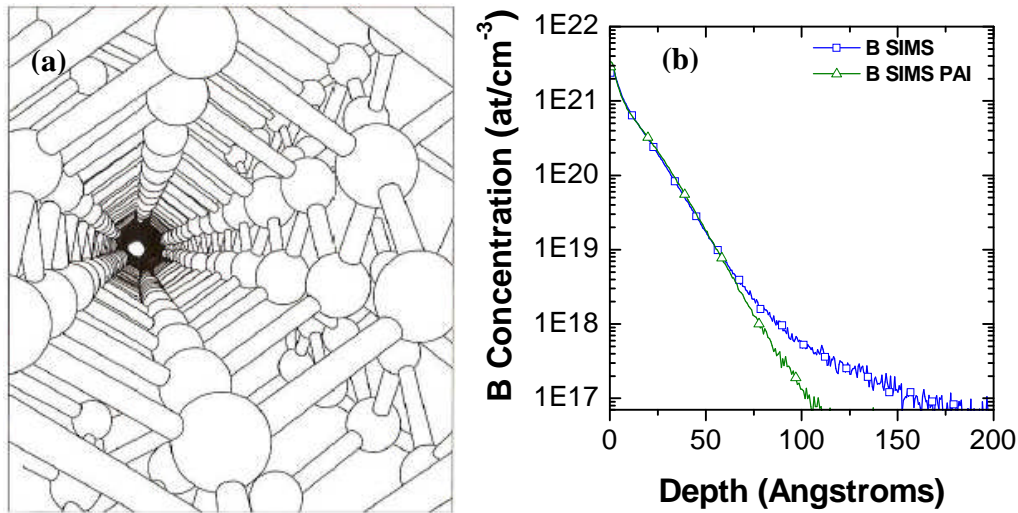 (a)
(b)
B SIMS
B SIMS PAI
B Concentration (at/cm⁻³)
1E22
1E21
1E20
1E19
1E18
1E17
0 50 100 150 200
Depth (Angstroms)